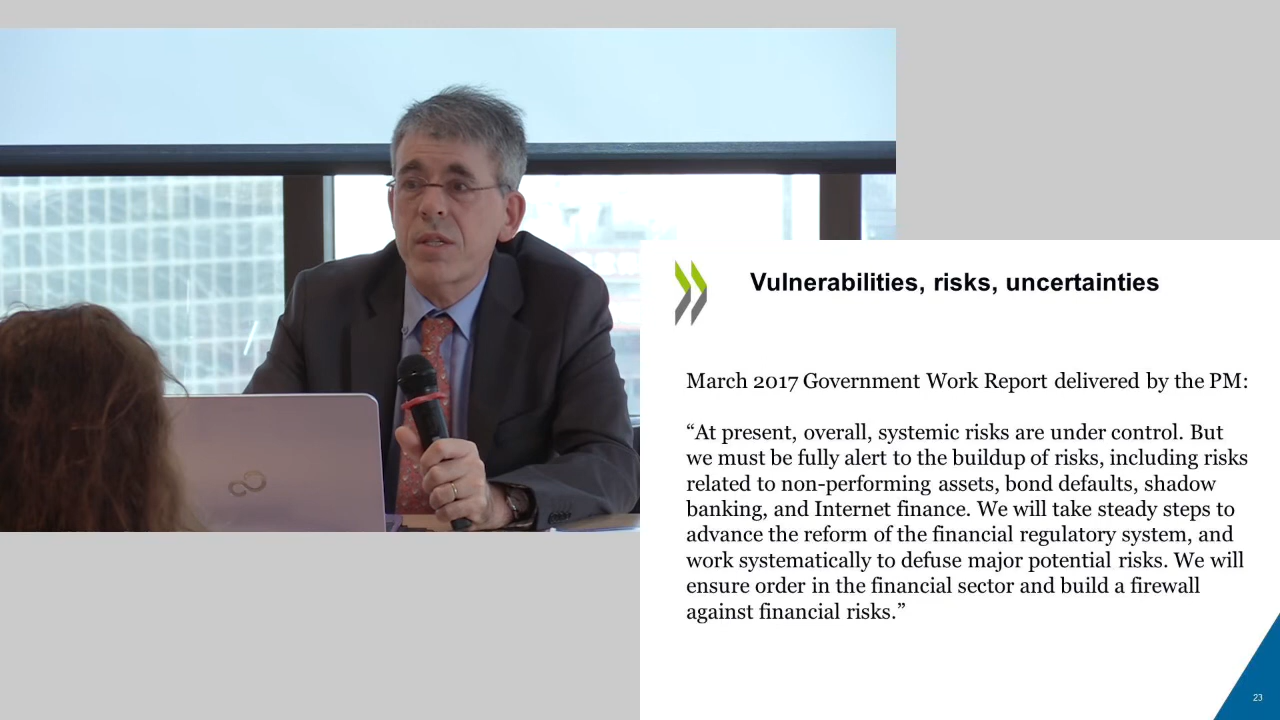 Vulnerabilities, risks, uncertainties
March 2017 Government Work Report delivered by the PM:
“At present, overall, systemic risks are under control. But
we must be fully alert to the buildup of risks, including risks
related to non-performing assets, bond defaults, shadow
banking, and Internet finance. We will take steady steps to
advance the reform of the financial regulatory system, and
work systematically to defuse major potential risks. We will
ensure order in the financial sector and build a firewall
against financial risks.”
23